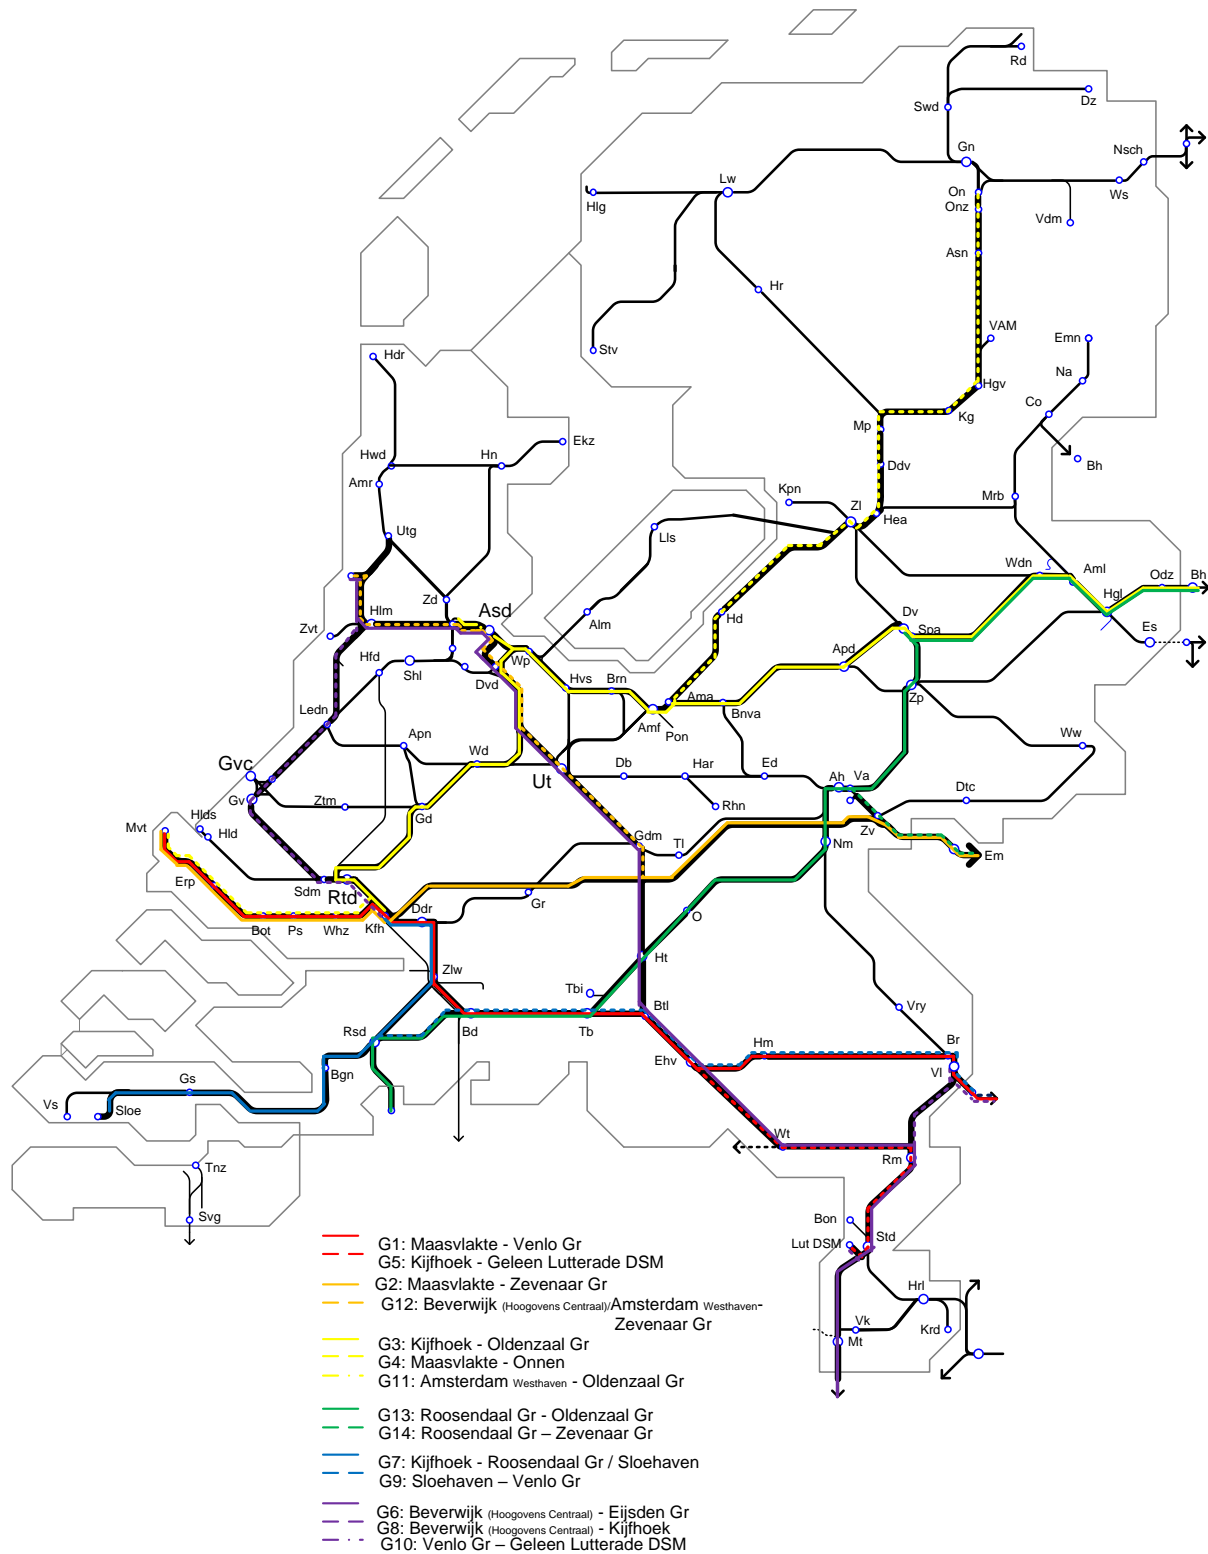 Rd
Dz
Swd
Gn
Nsch
Lw
On
Ws
Hlg
Onz
Vdm
Asn
Hr
VAM
Emn
Stv
Hdr
Na
Hgv
Co
Kg
Mp
Ekz
Hn
Hwd
Ddv
Bh
Amr
Kpn
Mrb
Zl
Hea
Utg
Lls
Wdn
Aml
Odz
Bh
Zd
Hlm
Asd
Alm
Hd
Dv
Hgl
Zvt
Spa
Es
Hfd
Wp
Apd
Shl
Dvd
Hvs
Brn
Zp
Ama
Ledn
Bnva
Amf
Pon
Apn
Wd
Ww
Gvc
Ut
Db
Har
Ed
Ah
Va
Gv
Ztm
Gd
Rhn
Dtc
Hlds
Mvt
Hld
Zv
Gdm
Tl
Nm
Em
Erp
Sdm
Rtd
Gr
Ddr
O
Bot
Ps
Whz
Kfh
Ht
Zlw
Tbi
Vry
Btl
Rsd
Bd
Tb
Hm
Br
Ehv
Vl
Bgn
Gs
Vs
Sloe
Wt
Rm
Tnz
Svg
Bon
Std
Lut DSM
Hrl
Vk
Krd
Mt
G1: Maasvlakte - Venlo Gr
G5: Kijfhoek - Geleen Lutterade DSM
G2: Maasvlakte - Zevenaar Gr
G12: Beverwijk (Hoogovens Centraal)/Amsterdam Westhaven-
Zevenaar Gr
G3: Kijfhoek - Oldenzaal Gr
G4: Maasvlakte - Onnen
G11: Amsterdam Westhaven - Oldenzaal Gr
G13: Roosendaal Gr - Oldenzaal Gr
G14: Roosendaal Gr – Zevenaar Gr
G7: Kijfhoek - Roosendaal Gr / Sloehaven
G9: Sloehaven – Venlo Gr
G6: Beverwijk (Hoogovens Centraal) - Eijsden Gr
G8: Beverwijk (Hoogovens Centraal) - Kijfhoek
G10: Venlo Gr – Geleen Lutterade DSM